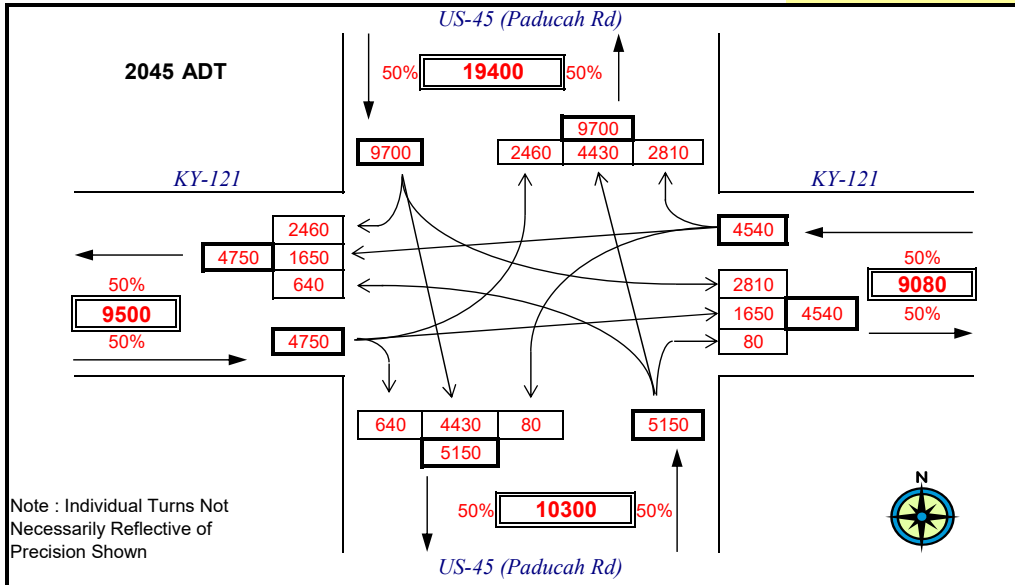 US-45 (Paducah Rd)
2045 ADT
50% 19400 50%
9700
9700
2460 4430 2810
KY-121
KY-121
2460
4540
4750 1650
50%
640
50%
2810
9080
9500
1650 4540
50%
50%
4750
80
640 4430 80
5150
5150
N
Note : Individual Turns Not
Necessarily Reflective of
Precision Shown
50% 10300 50%
US-45 (Paducah Rd)